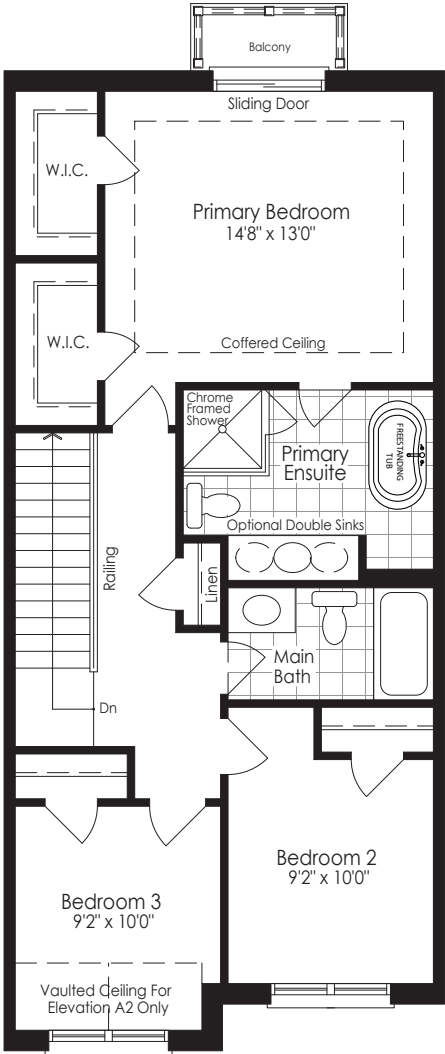 Balcony
Sliding Door
W.I.C.
Primary Bedroom
14'8" x 13'0"
W.I.C.
Coffered Ceiling
Chrome
Framed
Shower
FREESTANDING
TUB
Primary
Ensuite
Optional Double Sinks
Railing
Linen
Main
Bath
Dn
Bedroom 2
9'2" x 10'0"
Bedroom 3
9'2" x 10'0"
Vaulted Ceiling For
Elevation A2 Only